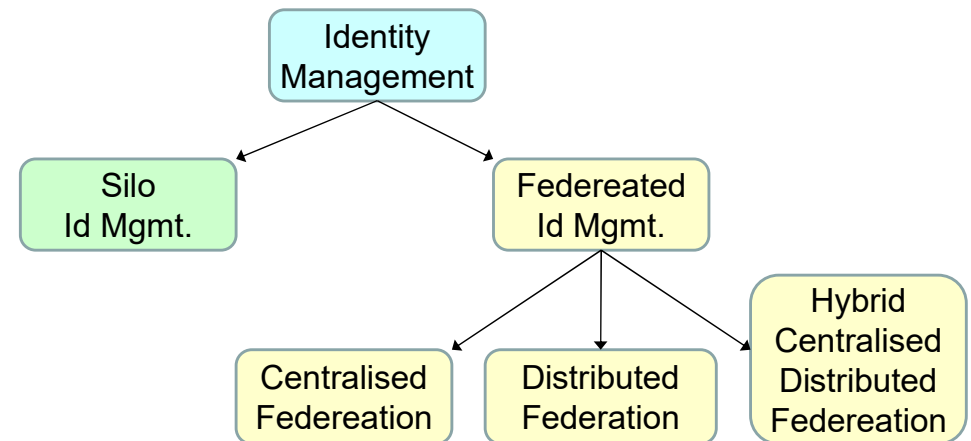 Identity
Management
Silo
Id Mgmt.
Federeated
Id Mgmt.
Centralised
Federeation
Distributed
Federation
Hybrid
Centralised
Distributed
Federeation